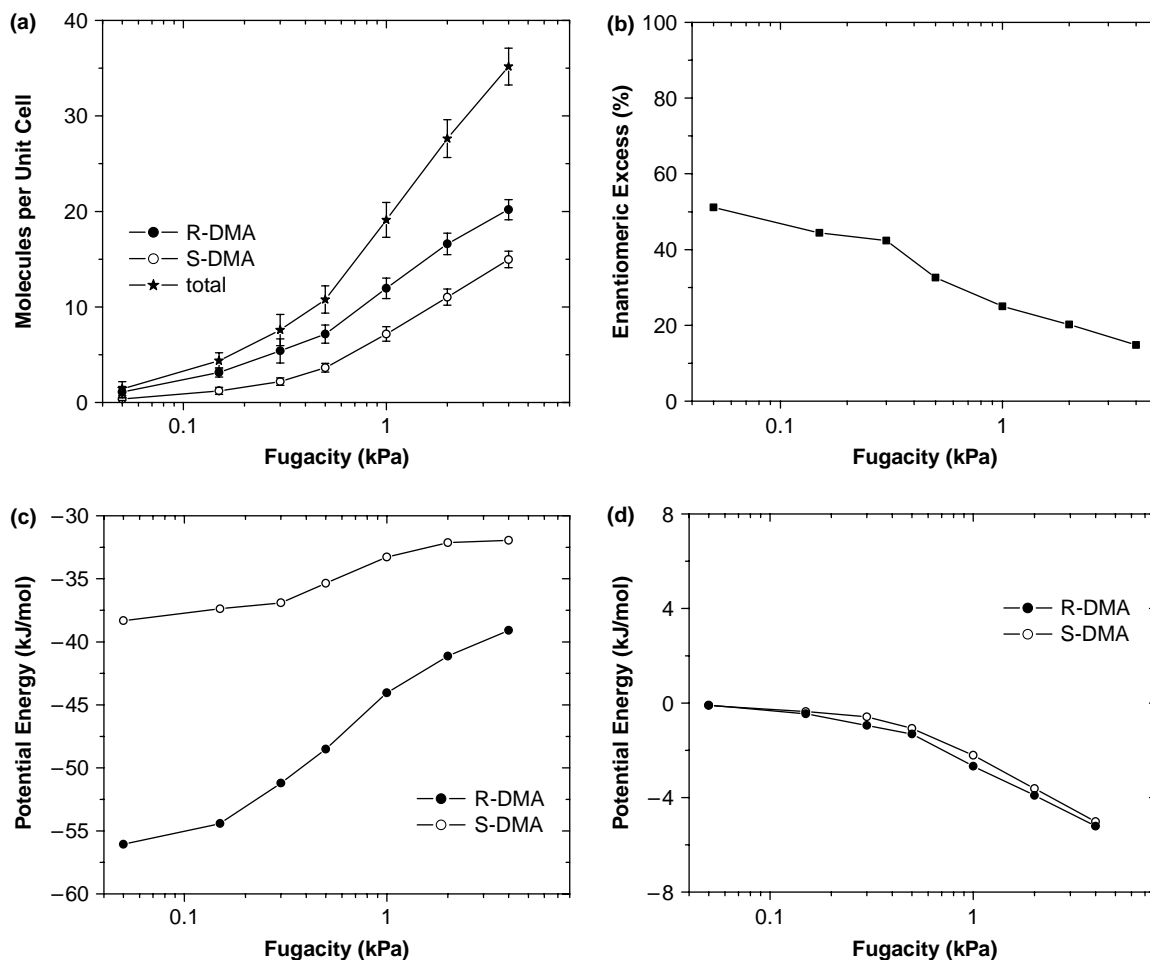 (a)
40
30
20
10
0
Molecules per Unit Cell
R-DMA
S-DMA
total
0.1
1
Fugacity (kPa)
(b)
100
80
60
40
20
0
Enantiomeric Excess (%)
0.1
1
Fugacity (kPa)
(c)
−30
−35
−40
−45
−50
−55
−60
Potential Energy (kJ/mol)
R-DMA
S-DMA
0.1
1
Fugacity (kPa)
(d)
8
4
0
−4
−8
Potential Energy (kJ/mol)
R-DMA
S-DMA
0.1
1
Fugacity (kPa)